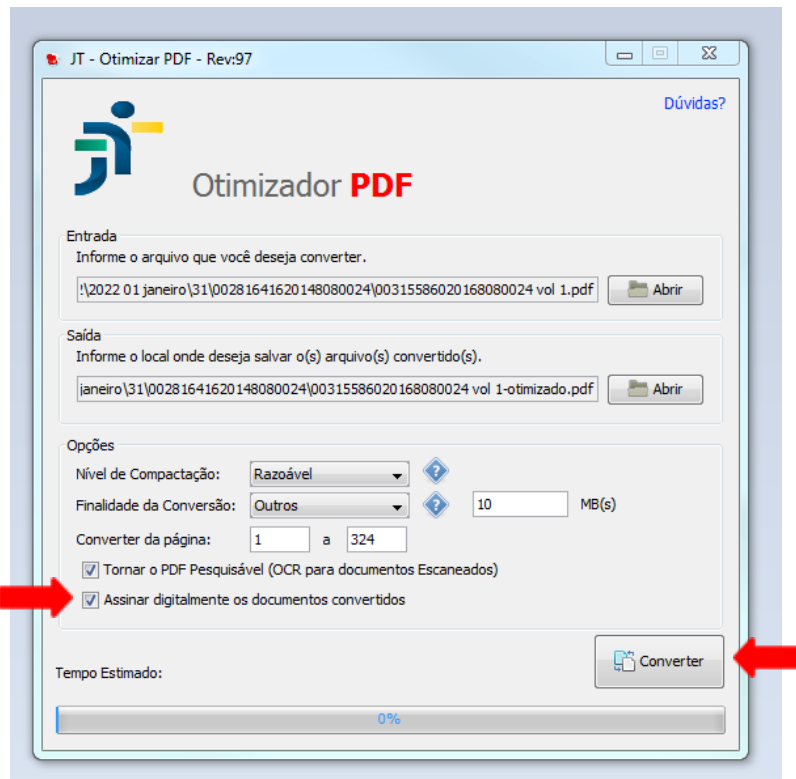 JT - Otimizar PDF - Rev:97
Dúvidas?
Otimizador PDF
Entrada
Informe o arquivo que você deseja converter.
!\2022 01 janeiro\31\00281641620148080024\00315586020168080024 vol 1.pdf Abrir
Saída
Informe o local onde deseja salvar o(s) arquivo(s) convertido(s).
janeiro\31\00281641620148080024\00315586020168080024 vol 1-otimizado.pdf Abrir
Opções
Nível de Compactação: Razoável ?
Finalidade da Conversão: Outros ? 10 MB(s)
Converter da página: 1 a 324
Tornar o PDF Pesquisável (OCR para documentos Escaneados)
Assinar digitalmente os documentos convertidos
Converter
Tempo Estimado:
0%